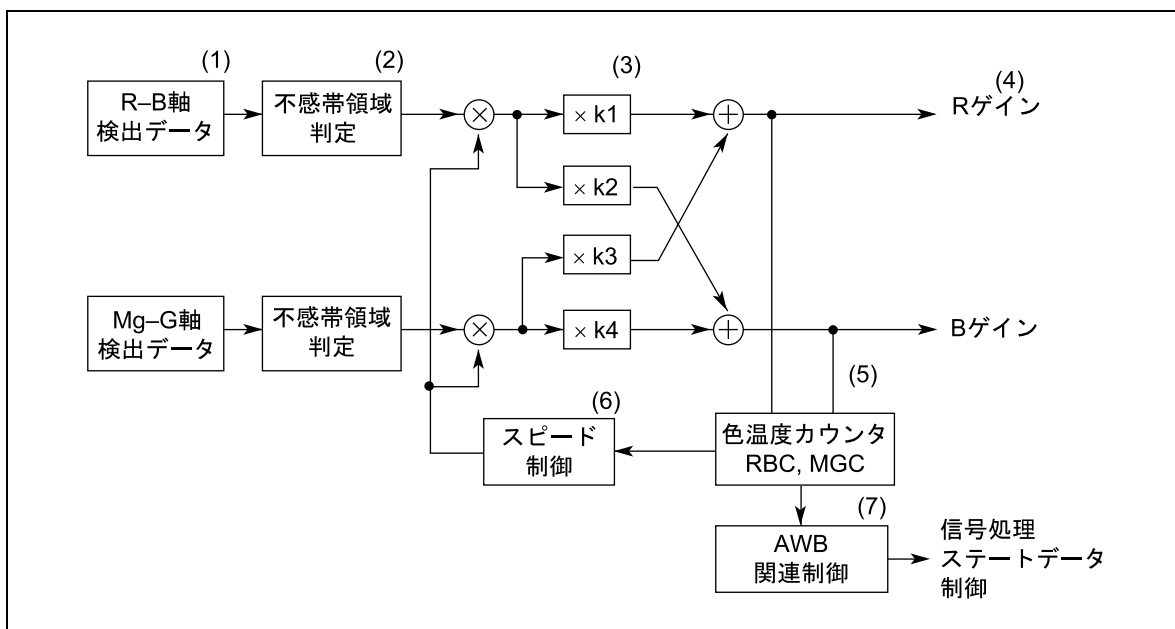 (1)
R–B軸
検出データ
(2)
不感帯領域
判定
×
(3)
× k1
+
(4)
Rゲイン
× k2
× k3
Mg–G軸
検出データ
不感帯領域
判定
×
× k4
+
Bゲイン
(5)
(6)
スピード
制御
色温度カウンタ
RBC, MGC
(7)
AWB
関連制御
信号処理
ステートデータ
制御